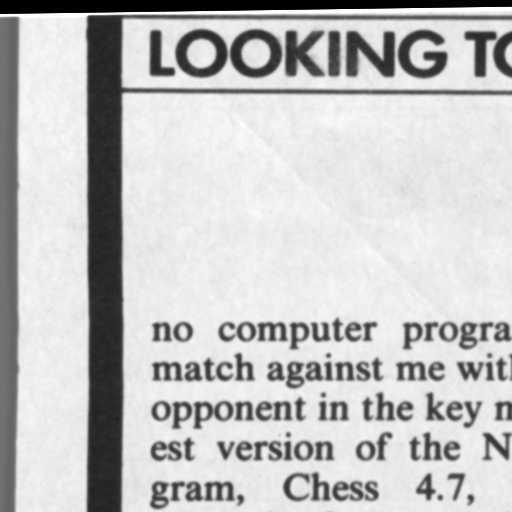 LOOKING TO
no computer progra
match against me with
opponent in the key m
est version of the N
gram, Chess 4.7,